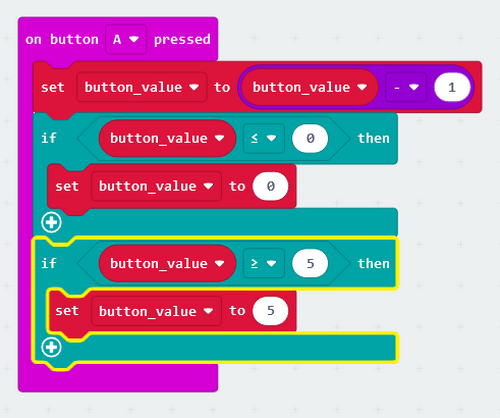 on button A pressed
set button_value to button_value - 1
if button_value ≤ 0 then
set button_value to 0
if button_value ≥ 5 then
set button_value to 5